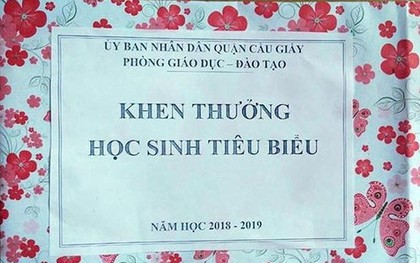 ỦY BAN NHÂN DÂN QUẬN CẦU GIẤY
PHÒNG GIÁO DỤC – ĐÀO TẠO
KHEN THƯỞNG
HỌC SINH TIÊU BIỂU
NĂM HỌC 2018 - 2019